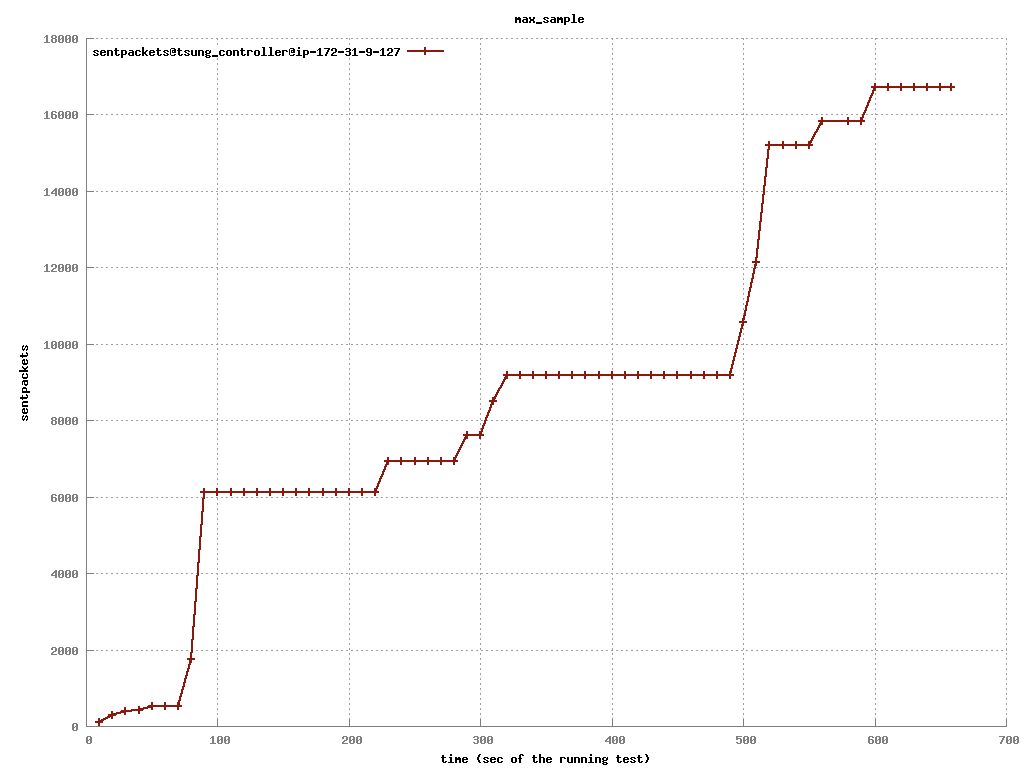 max_sample
sentpackets@tsung_controller@ip-172-31-9-127
18000
16000
14000
12000
10000
8000
6000
4000
2000
0
sentpackets
0 100 200 300 400 500 600 700
time (sec of the running test)